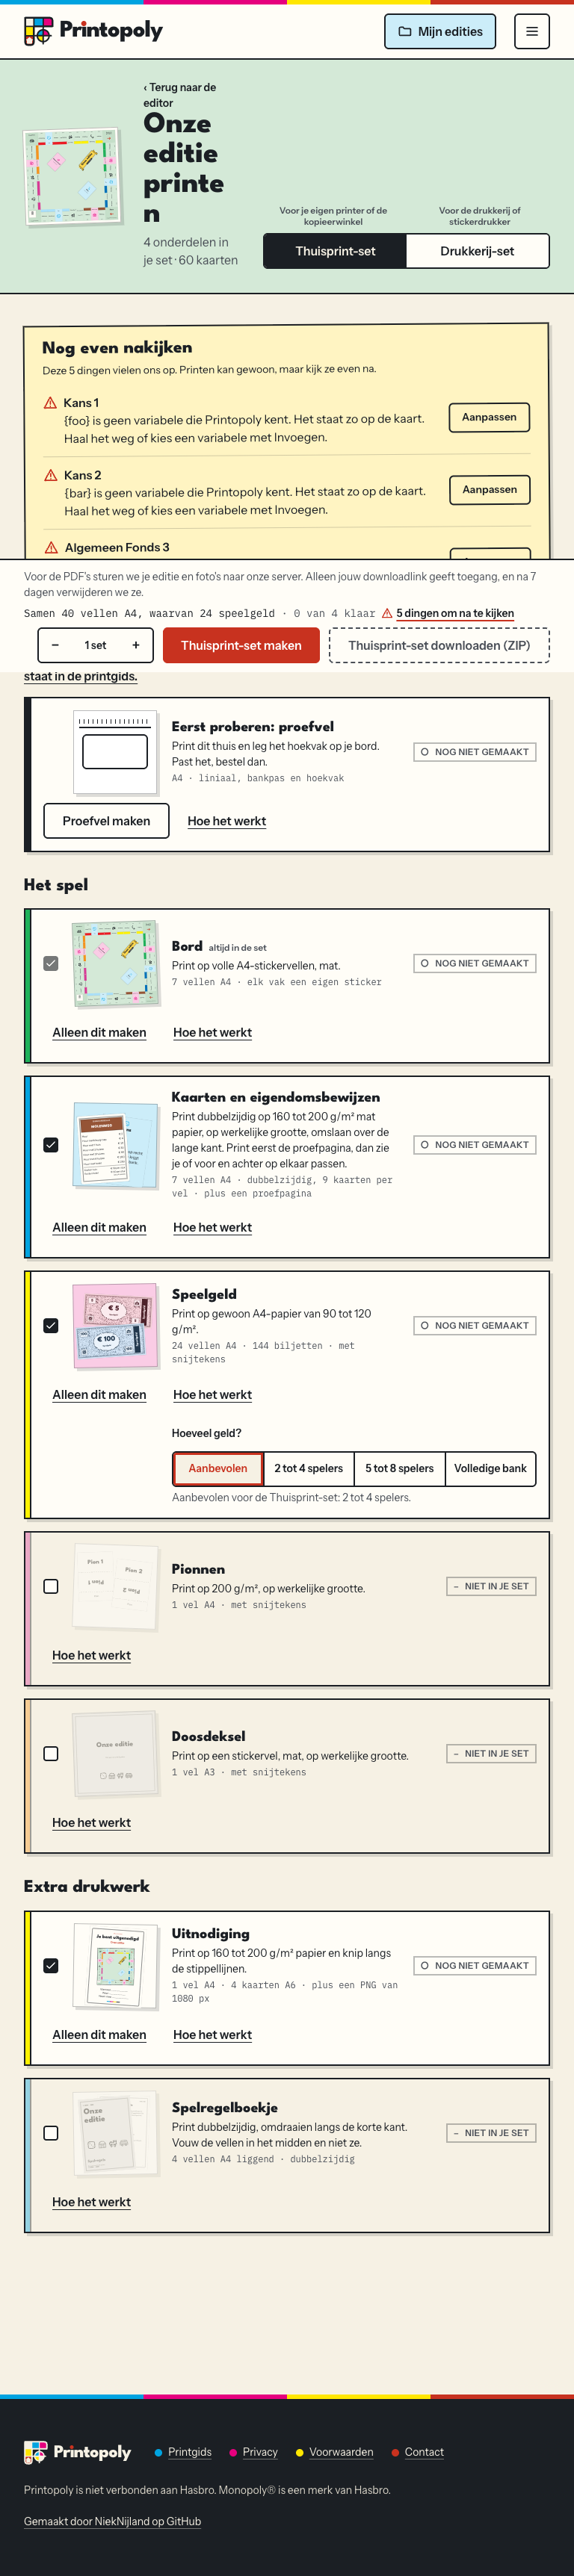 Printopoly
Mijn edities
‹ Terug naar de
editor
Onze
editie
printe
n
4 onderdelen in
je set · 60 kaarten
Voor je eigen printer of de
kopieerwinkel
Voor de drukkerij of
stickerdrukker
Thuisprint-set
Drukkerij-set
Nog even nakijken
Deze 5 dingen vielen ons op. Printen kan gewoon, maar kijk ze even na.
Kans 1
{foo} is geen variabele die Printopoly kent. Het staat zo op de kaart.
Haal het weg of kies een variabele met Invoegen.
Aanpassen
Kans 2
{bar} is geen variabele die Printopoly kent. Het staat zo op de kaart.
Haal het weg of kies een variabele met Invoegen.
Aanpassen
Algemeen Fonds 3
Voor de PDF's sturen we je editie en foto's naar onze server. Alleen jouw downloadlink geeft toegang, en na 7
dagen verwijderen we ze.
Samen 40 vellen A4, waarvan 24 speelgeld · 0 van 4 klaar
5 dingen om na te kijken
− 1 set +
Thuisprint-set maken
Thuisprint-set downloaden (ZIP)
staat in de printgids.
Eerst proberen: proefvel
Print dit thuis en leg het hoekvak op je bord.
Past het, bestel dan.
A4 · liniaal, bankpas en hoekvak
NOG NIET GEMAAKT
Proefvel maken
Hoe het werkt
Het spel
Bord altijd in de set
Print op volle A4-stickervellen, mat.
7 vellen A4 · elk vak een eigen sticker
NOG NIET GEMAAKT
Alleen dit maken
Hoe het werkt
Kaarten en eigendomsbewijzen
Print dubbelzijdig op 160 tot 200 g/m² mat
papier, op werkelijke grootte, omslaan over de
lange kant. Print eerst de proefpagina, dan zie
je of voor en achter op elkaar passen.
7 vellen A4 · dubbelzijdig, 9 kaarten per
vel · plus een proefpagina
NOG NIET GEMAAKT
Alleen dit maken
Hoe het werkt
€ 5
€ 100
Speelgeld
Print op gewoon A4-papier van 90 tot 120
g/m².
24 vellen A4 · 144 biljetten · met
snijtekens
NOG NIET GEMAAKT
Alleen dit maken
Hoe het werkt
Hoeveel geld?
Aanbevolen
2 tot 4 spelers
5 tot 8 spelers
Volledige bank
Aanbevolen voor de Thuisprint-set: 2 tot 4 spelers.
Pion 1
Pion 2
Pion 1
Pion 2
Pionnen
Print op 200 g/m², op werkelijke grootte.
1 vel A4 · met snijtekens
– NIET IN JE SET
Hoe het werkt
Onze editie
Doosdeksel
Print op een stickervel, mat, op werkelijke grootte.
1 vel A3 · met snijtekens
– NIET IN JE SET
Hoe het werkt
Extra drukwerk
Je bent uitgenodigd
Uitnodiging
Print op 160 tot 200 g/m² papier en knip langs
de stippellijnen.
1 vel A4 · 4 kaarten A6 · plus een PNG van
1080 px
NOG NIET GEMAAKT
Alleen dit maken
Hoe het werkt
Onze
editie
Spelregelboekje
Print dubbelzijdig, omdraaien langs de korte kant.
Vouw de vellen in het midden en niet ze.
4 vellen A4 liggend · dubbelzijdig
– NIET IN JE SET
Hoe het werkt
Printopoly
Printgids
Privacy
Voorwaarden
Contact
Printopoly is niet verbonden aan Hasbro. Monopoly® is een merk van Hasbro.
Gemaakt door NiekNijland op GitHub